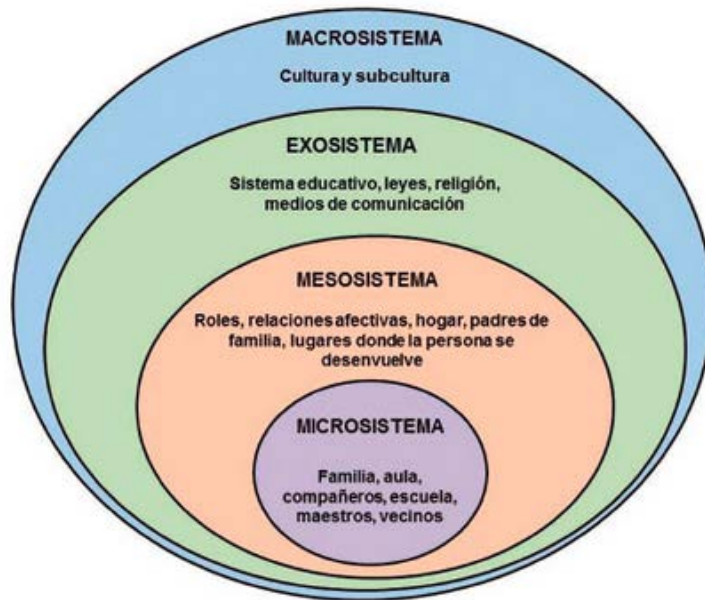 MACROSISTEMA
Cultura y subcultura
EXOSISTEMA
Sistema educativo, leyes, religión,
medios de comunicación
MESOSISTEMA
Roles, relaciones afectivas, hogar, padres de
familia, lugares donde la persona se
desenvuelve
MICROSISTEMA
Familia, aula,
compañeros, escuela,
maestros, vecinos